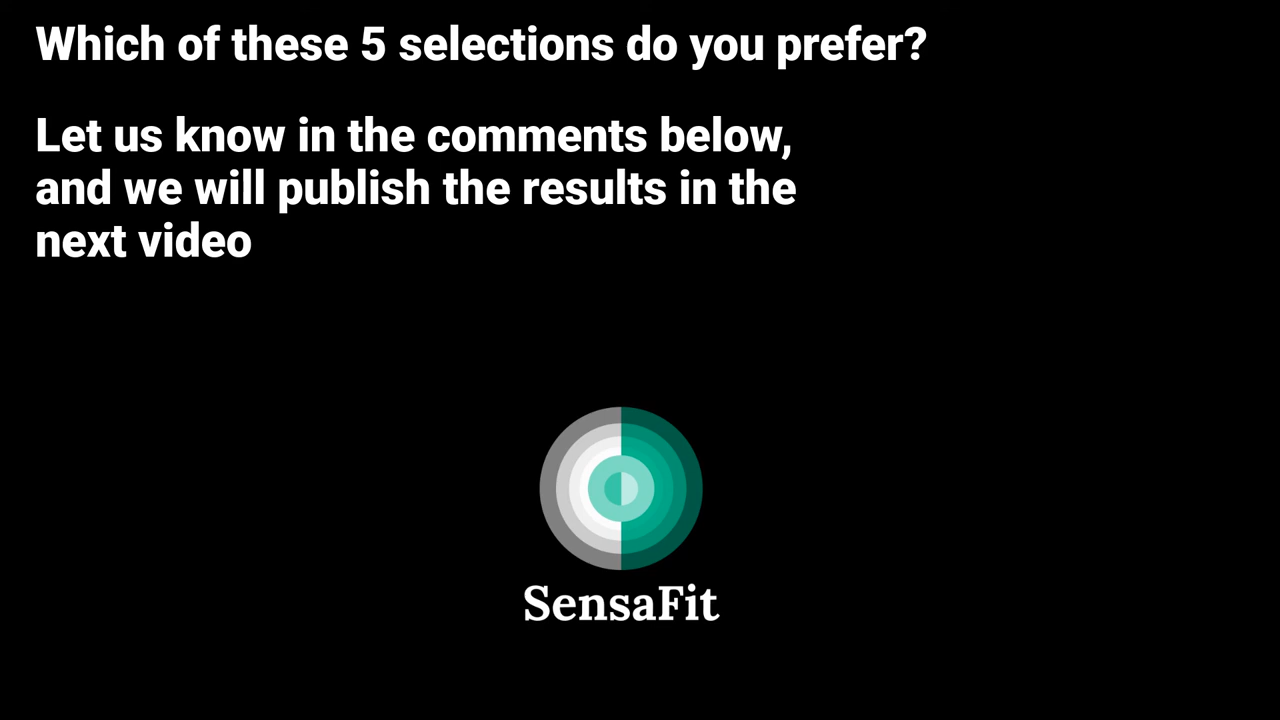 Which of these 5 selections do you prefer?
Let us know in the comments below,
and we will publish the results in the
next video
SensaFit